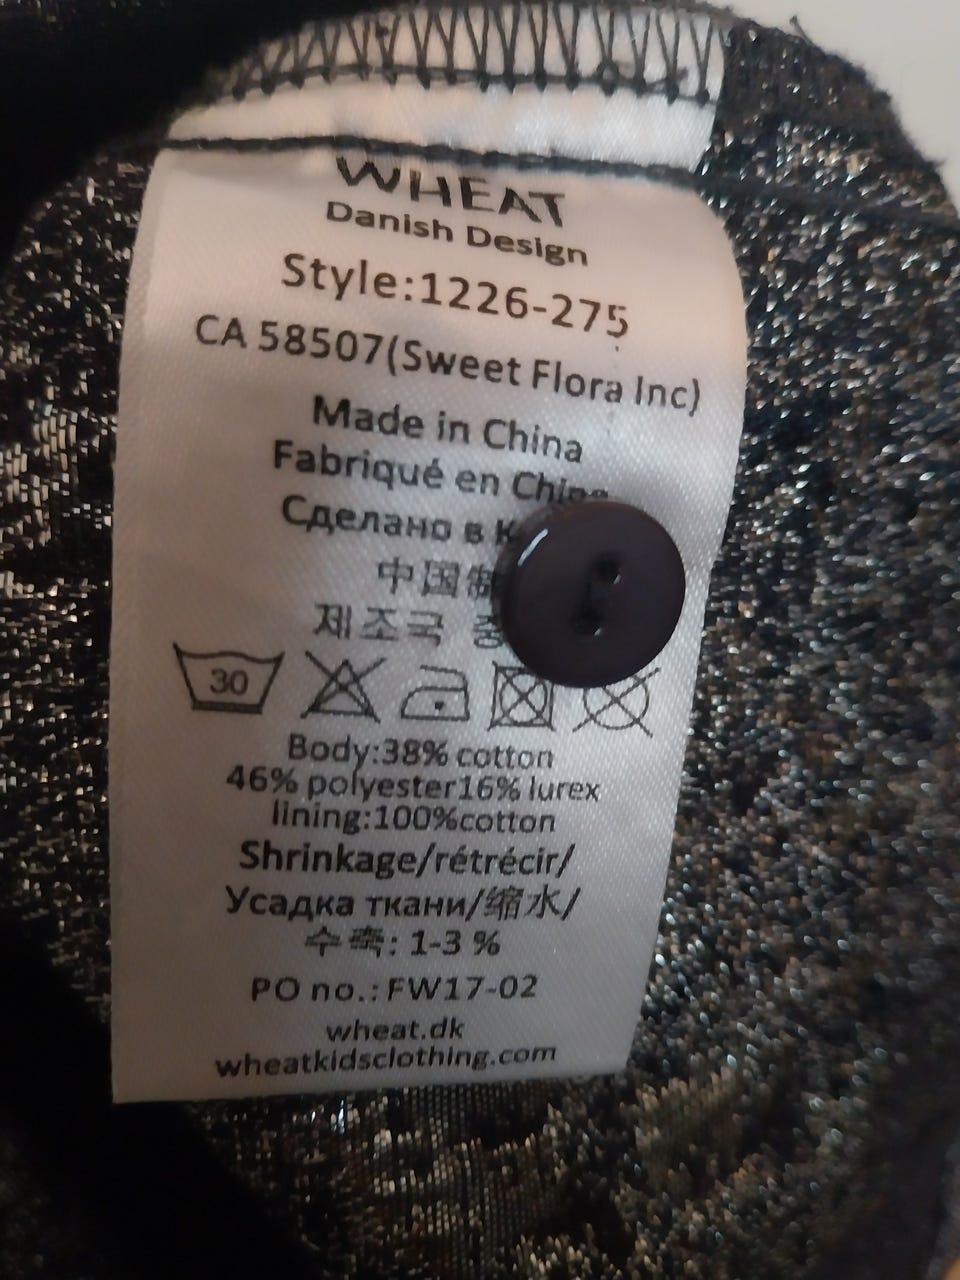 WHEAT
Danish Design
Style:1226-275
CA 58507(Sweet Flora Inc)
Made in China
Fabriqué en China
Сделано в
中国制
제조국
30
Body:38% cotton
46% polyester16% lurex
lining:100%cotton
Shrinkage/rétrécir/
Усадка ткани/缩水/
수축: 1-3 %
PO no.:FW17-02
wheat.dk
wheatkidsclothing.com